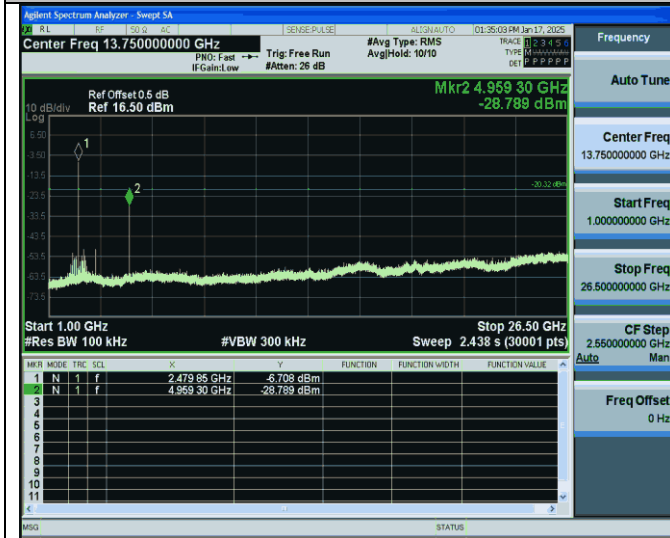 Agilent Spectrum Analyzer - Swept SA
RL RF 50 Ω AC SENSE:PULSE ALIGNAUTO 01:35:03 PM Jan 17, 2025
Center Freq 13.750000000 GHz
PNO: Fast
IFGain:Low
Trig: Free Run
#Atten: 26 dB
#Avg Type: RMS
Avg|Hold: 10/10
TRACE 1 2 3 4 5 6
TYPE M
DET P P P P P P
Ref Offset 0.5 dB
10 dB/div Ref 16.50 dBm
Mkr2 4.959 30 GHz
-28.789 dBm
Log
6.50
-3.50
-13.5
-23.5
-33.5
-43.5
-53.5
-63.5
-73.5
1
2
-20.32 dBm
Start 1.00 GHz Stop 26.50 GHz
#Res BW 100 kHz #VBW 300 kHz Sweep 2.438 s (30001 pts)
MKR MODE TRC SCL X Y FUNCTION FUNCTION WIDTH FUNCTION VALUE
1 N 1 f 2.479 85 GHz -6.708 dBm
2 N 1 f 4.959 30 GHz -28.789 dBm
3
4
5
6
7
8
9
10
11
MSG STATUS
Frequency
Auto Tune
Center Freq
13.750000000 GHz
Start Freq
1.000000000 GHz
Stop Freq
26.500000000 GHz
CF Step
2.550000000 GHz
Auto Man
Freq Offset
0 Hz